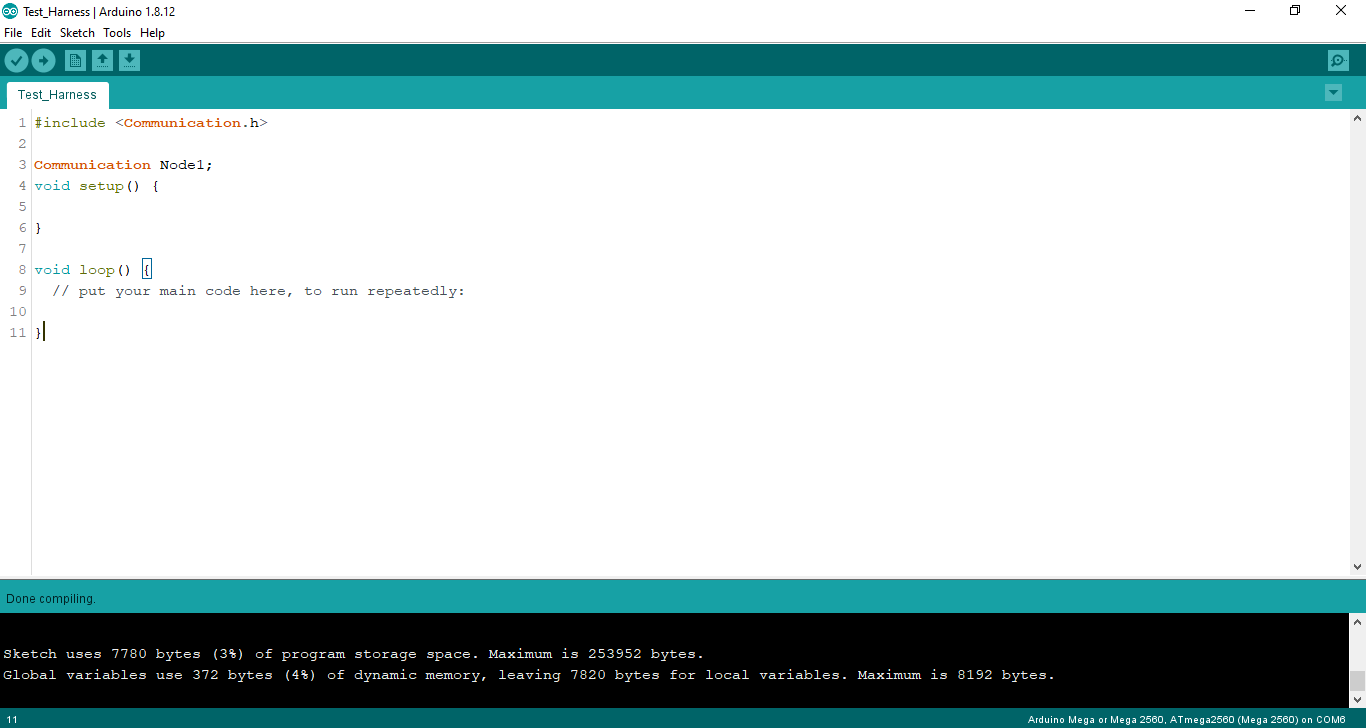 Test_Harness | Arduino 1.8.12
File Edit Sketch Tools Help
Test_Harness
1 #include <Communication.h>
2
3 Communication Node1;
4 void setup() {
5
6 }
7
8 void loop() {
9   // put your main code here, to run repeatedly:
10
11 }
Done compiling.
Sketch uses 7780 bytes (3%) of program storage space. Maximum is 253952 bytes.
Global variables use 372 bytes (4%) of dynamic memory, leaving 7820 bytes for local variables. Maximum is 8192 bytes.
11 Arduino Mega or Mega 2560, ATmega2560 (Mega 2560) on COM6